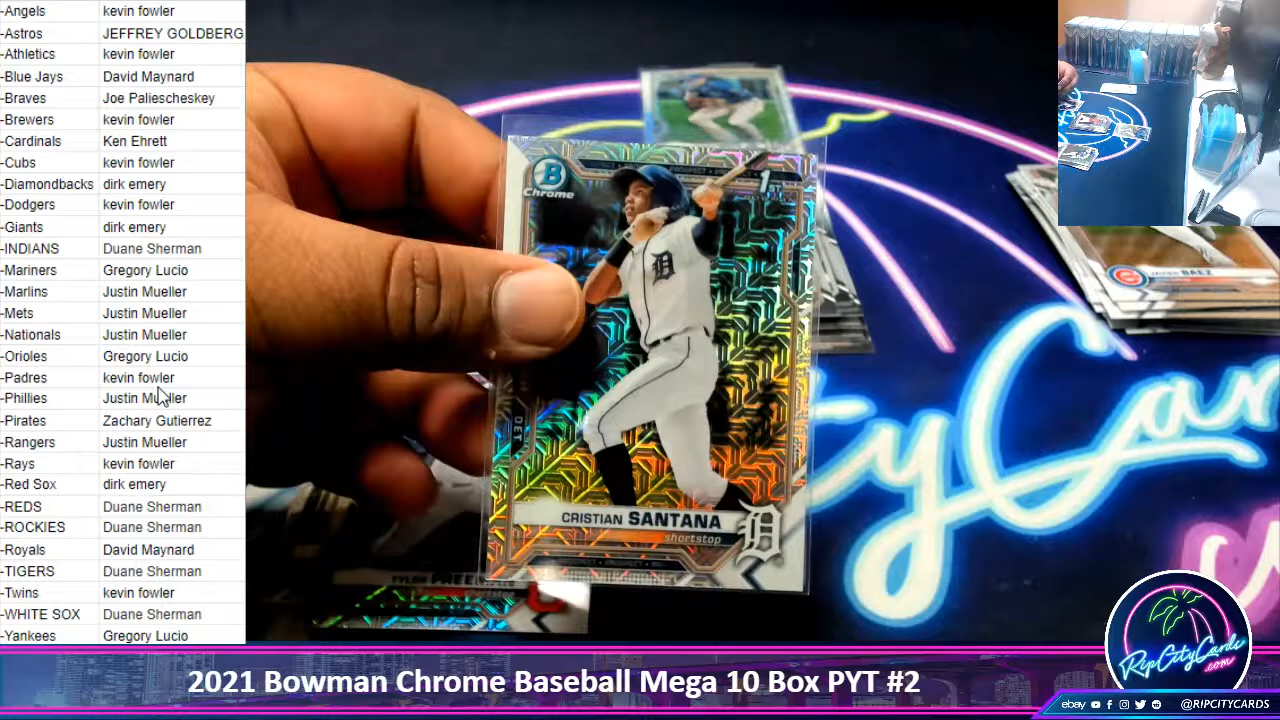 -Angels kevin fowler
-Astros JEFFREY GOLDBERG
-Athletics kevin fowler
-Blue Jays David Maynard
-Braves Joe Paliescheskey
-Brewers kevin fowler
-Cardinals Ken Ehrett
-Cubs kevin fowler
-Diamondbacks dirk emery
-Dodgers kevin fowler
-Giants dirk emery
-INDIANS Duane Sherman
-Mariners Gregory Lucio
-Marlins Justin Mueller
-Mets Justin Mueller
-Nationals Justin Mueller
-Orioles Gregory Lucio
-Padres kevin fowler
-Phillies Justin Mueller
-Pirates Zachary Gutierrez
-Rangers Justin Mueller
-Rays kevin fowler
-Red Sox dirk emery
-REDS Duane Sherman
-ROCKIES Duane Sherman
-Royals David Maynard
-TIGERS Duane Sherman
-Twins kevin fowler
-WHITE SOX Duane Sherman
-Yankees Gregory Lucio
B
Chrome
1st
D
DET
CRISTIAN SANTANA
shortstop
D
BAEZ
ityCar
RipCityCards
.com
2021 Bowman Chrome Baseball Mega 10 Box PYT #2
ebay @RIPCITYCARDS